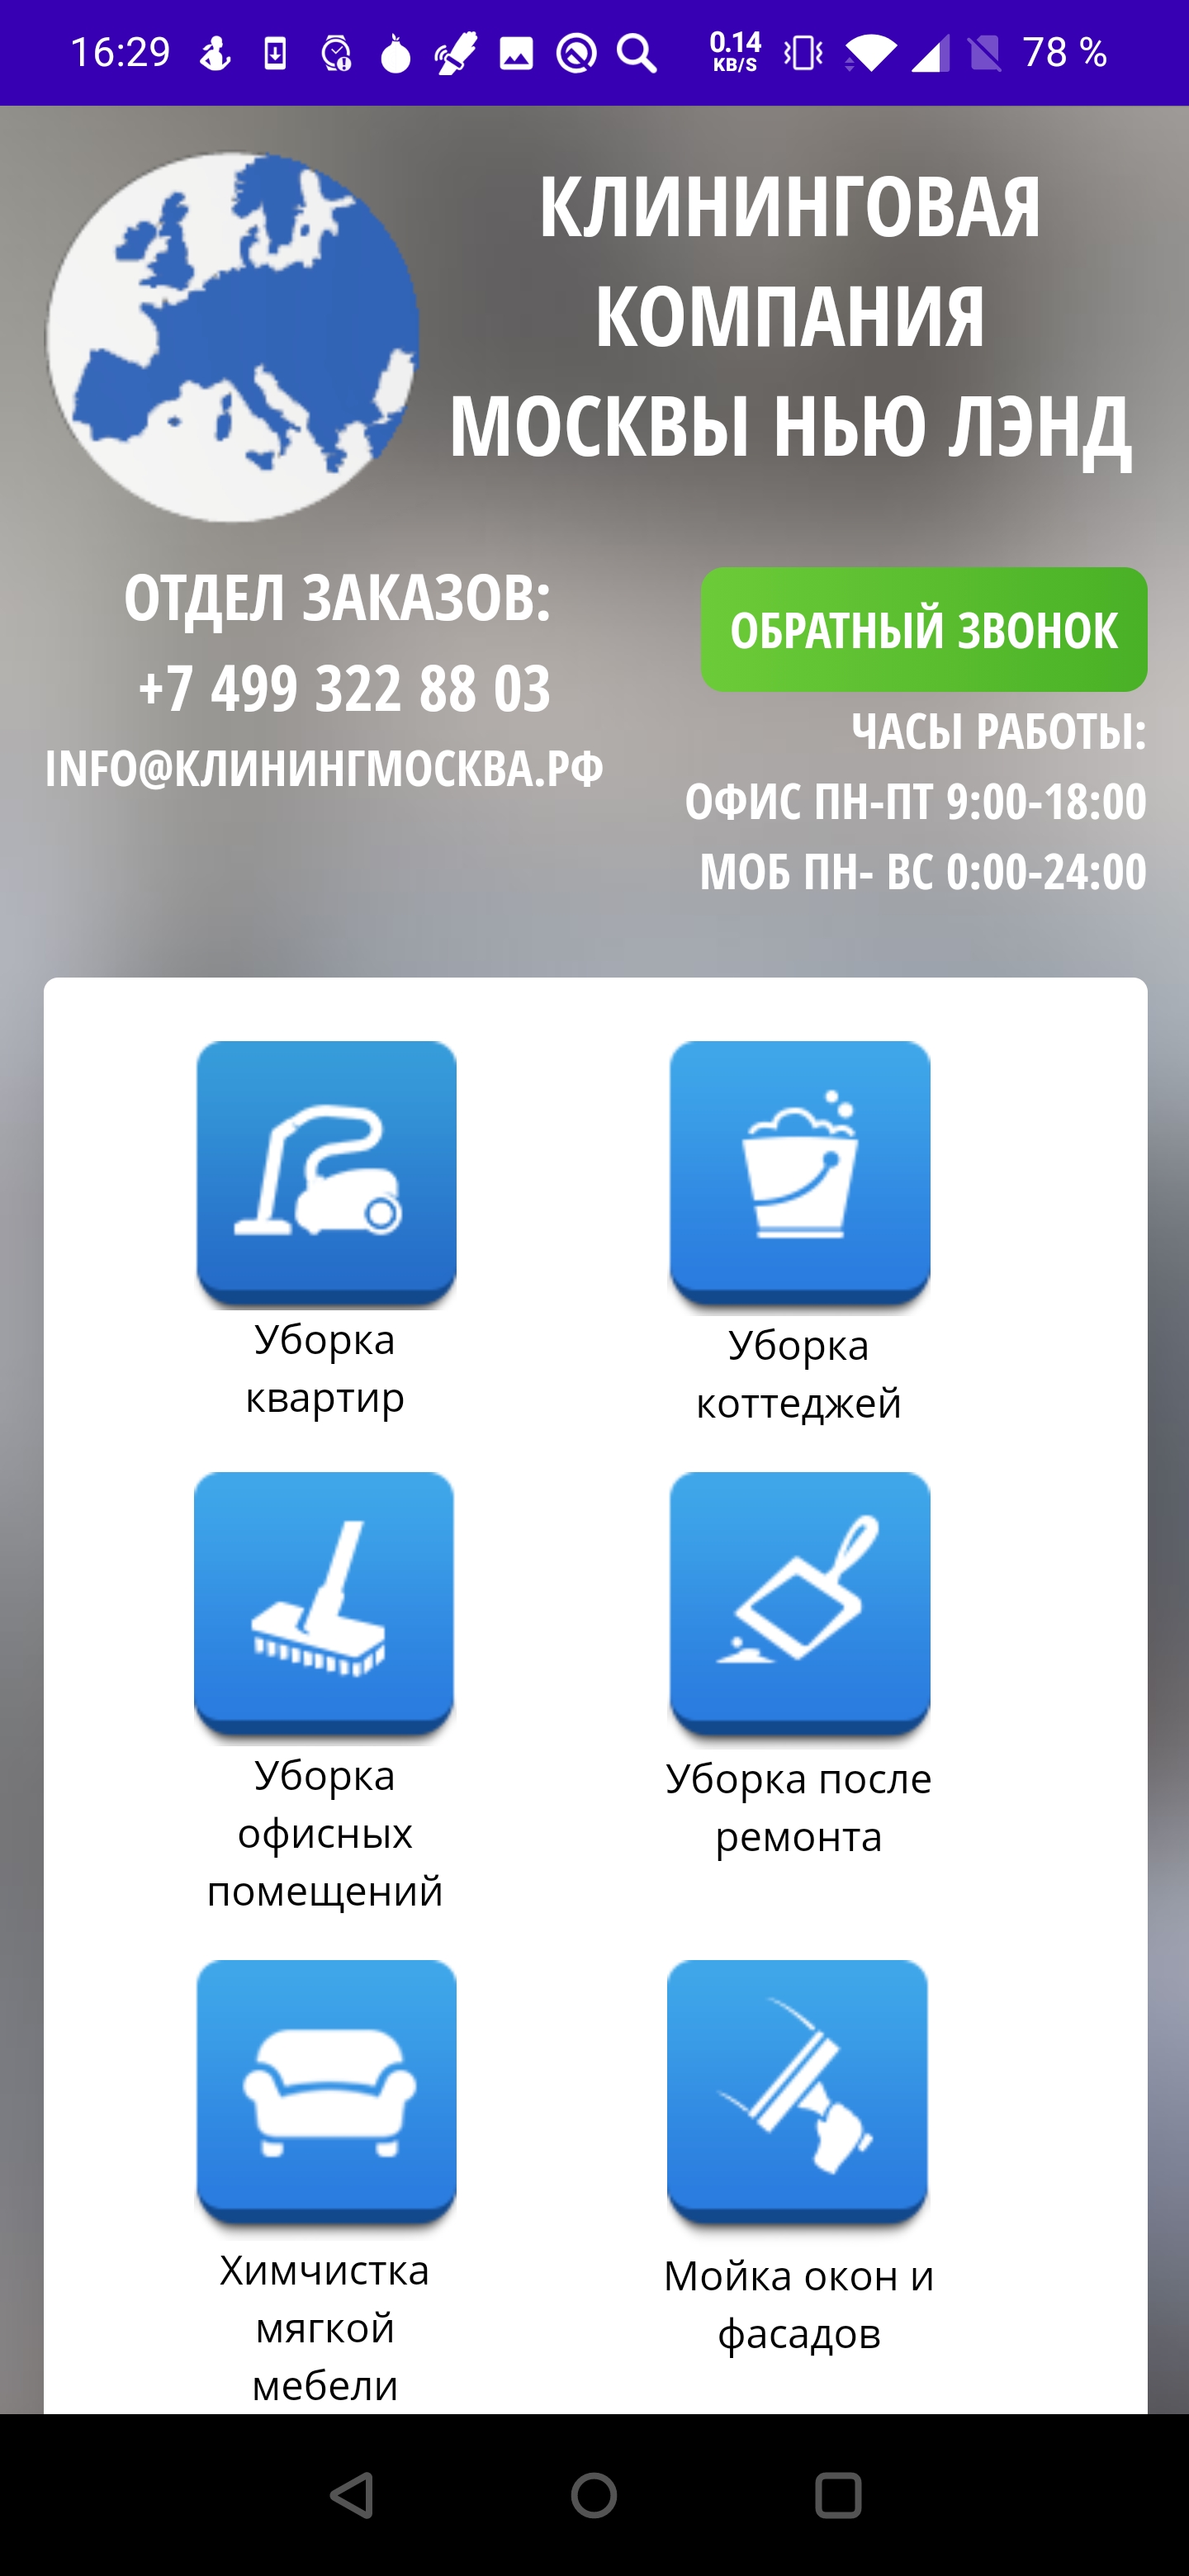 16:29
0.14
KB/S
78 %
КЛИНИНГОВАЯ
КОМПАНИЯ
МОСКВЫ НЬЮ ЛЭНД
ОТДЕЛ ЗАКАЗОВ:
+7 499 322 88 03
INFO@КЛИНИНГМОСКВА.РФ
ОБРАТНЫЙ ЗВОНОК
ЧАСЫ РАБОТЫ:
ОФИС ПН-ПТ 9:00-18:00
МОБ ПН- ВС 0:00-24:00
Уборка
квартир
Уборка
коттеджей
Уборка
офисных
помещений
Уборка после
ремонта
Химчистка
мягкой
мебели
Мойка окон и
фасадов